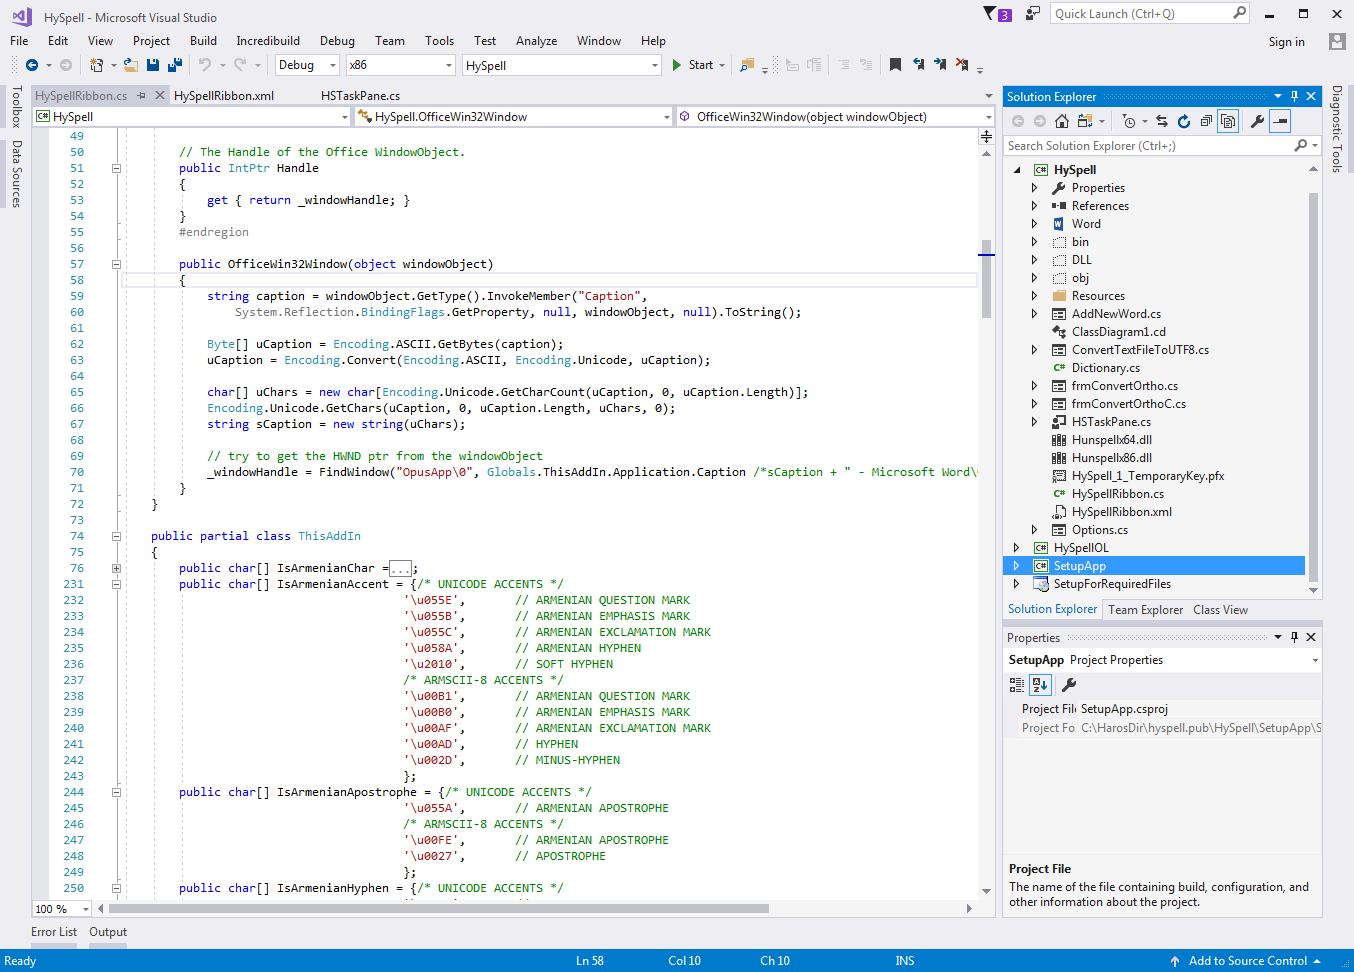 HySpell - Microsoft Visual Studio
3
Quick Launch (Ctrl+Q)
File Edit View Project Build Incredibuild Debug Team Tools Test Analyze Window Help
Sign in
Debug x86 HySpell Start
Toolbox
Data Sources
HySpellRibbon.cs HySpellRibbon.xml HSTaskPane.cs
HySpell HySpell.OfficeWin32Window OfficeWin32Window(object windowObject)
49
50 // The Handle of the Office WindowObject.
51 public IntPtr Handle
52 {
53 get { return _windowHandle; }
54 }
55 #endregion
56
57 public OfficeWin32Window(object windowObject)
58 {
59 string caption = windowObject.GetType().InvokeMember("Caption",
60 System.Reflection.BindingFlags.GetProperty, null, windowObject, null).ToString();
61
62 Byte[] uCaption = Encoding.ASCII.GetBytes(caption);
63 uCaption = Encoding.Convert(Encoding.ASCII, Encoding.Unicode, uCaption);
64
65 char[] uChars = new char[Encoding.Unicode.GetCharCount(uCaption, 0, uCaption.Length)];
66 Encoding.Unicode.GetChars(uCaption, 0, uCaption.Length, uChars, 0);
67 string sCaption = new string(uChars);
68
69 // try to get the HWND ptr from the windowObject
70 _windowHandle = FindWindow("OpusApp\0", Globals.ThisAddIn.Application.Caption /*sCaption + " - Microsoft Word\
71 }
72 }
73
74 public partial class ThisAddIn
75 {
76 public char[] IsArmenianChar =...;
231 public char[] IsArmenianAccent = {/* UNICODE ACCENTS */
232 '\u055E', // ARMENIAN QUESTION MARK
233 '\u055B', // ARMENIAN EMPHASIS MARK
234 '\u055C', // ARMENIAN EXCLAMATION MARK
235 '\u058A', // ARMENIAN HYPHEN
236 '\u2010', // SOFT HYPHEN
237 /* ARMSCII-8 ACCENTS */
238 '\u00B1', // ARMENIAN QUESTION MARK
239 '\u00B0', // ARMENIAN EMPHASIS MARK
240 '\u00AF', // ARMENIAN EXCLAMATION MARK
241 '\u00AD', // HYPHEN
242 '\u002D', // MINUS-HYPHEN
243 };
244 public char[] IsArmenianApostrophe = {/* UNICODE ACCENTS */
245 '\u055A', // ARMENIAN APOSTROPHE
246 /* ARMSCII-8 ACCENTS */
247 '\u00FE', // ARMENIAN APOSTROPHE
248 '\u0027', // APOSTROPHE
249 };
250 public char[] IsArmenianHyphen = {/* UNICODE ACCENTS */
100 %
Error List Output
Solution Explorer
Search Solution Explorer (Ctrl+;)
HySpell
Properties
References
Word
bin
DLL
obj
Resources
AddNewWord.cs
ClassDiagram1.cd
ConvertTextFileToUTF8.cs
Dictionary.cs
frmConvertOrtho.cs
frmConvertOrthoC.cs
HSTaskPane.cs
Hunspellx64.dll
Hunspellx86.dll
HySpell_1_TemporaryKey.pfx
HySpellRibbon.cs
HySpellRibbon.xml
Options.cs
HySpellOL
SetupApp
SetupForRequiredFiles
Solution Explorer Team Explorer Class View
Properties
SetupApp Project Properties
Project File SetupApp.csproj
Project Fo C:\HarosDir\hyspell.pub\HySpell\SetupApp\S
Project File
The name of the file containing build, configuration, and
other information about the project.
Diagnostic Tools
Ready Ln 58 Col 10 Ch 10 INS Add to Source Control